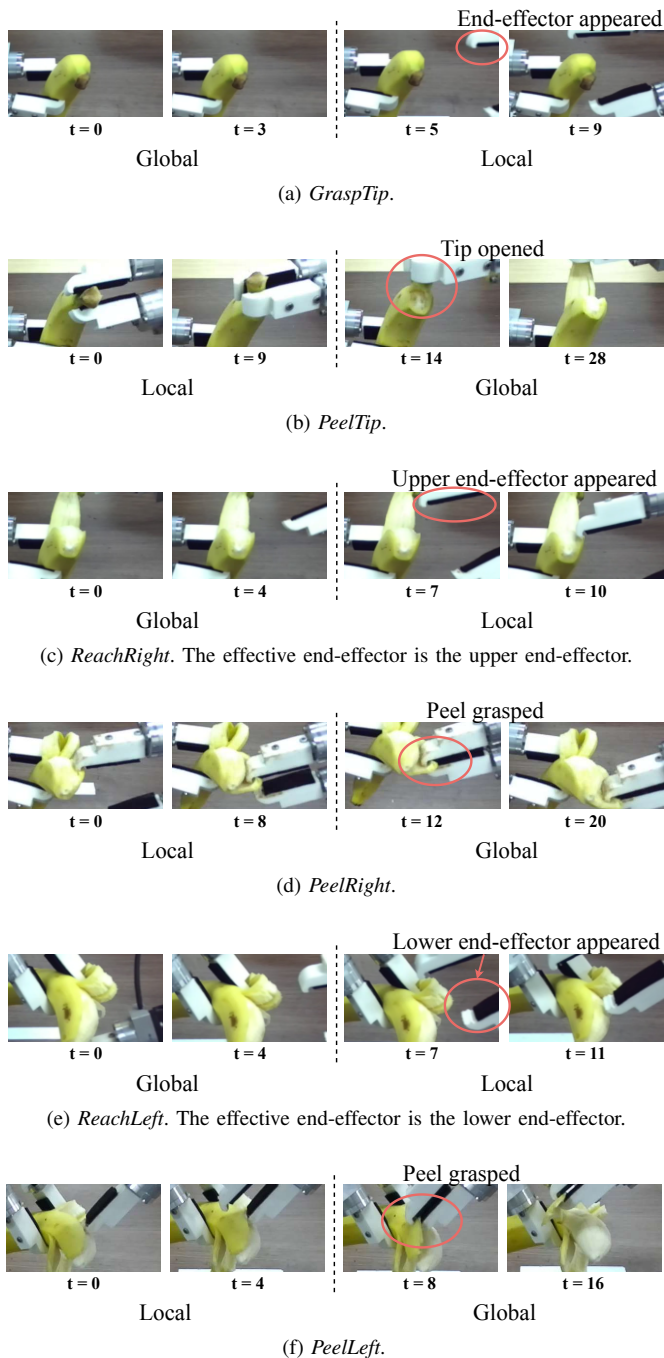 End-effector appeared
t = 0 t = 3 t = 5 t = 9
Global Local
(a) GraspTip.
Tip opened
t = 0 t = 9 t = 14 t = 28
Local Global
(b) PeelTip.
Upper end-effector appeared
t = 0 t = 4 t = 7 t = 10
Global Local
(c) ReachRight. The effective end-effector is the upper end-effector.
Peel grasped
t = 0 t = 8 t = 12 t = 20
Local Global
(d) PeelRight.
Lower end-effector appeared
t = 0 t = 4 t = 7 t = 11
Global Local
(e) ReachLeft. The effective end-effector is the lower end-effector.
Peel grasped
t = 0 t = 4 t = 8 t = 16
Local Global
(f) PeelLeft.